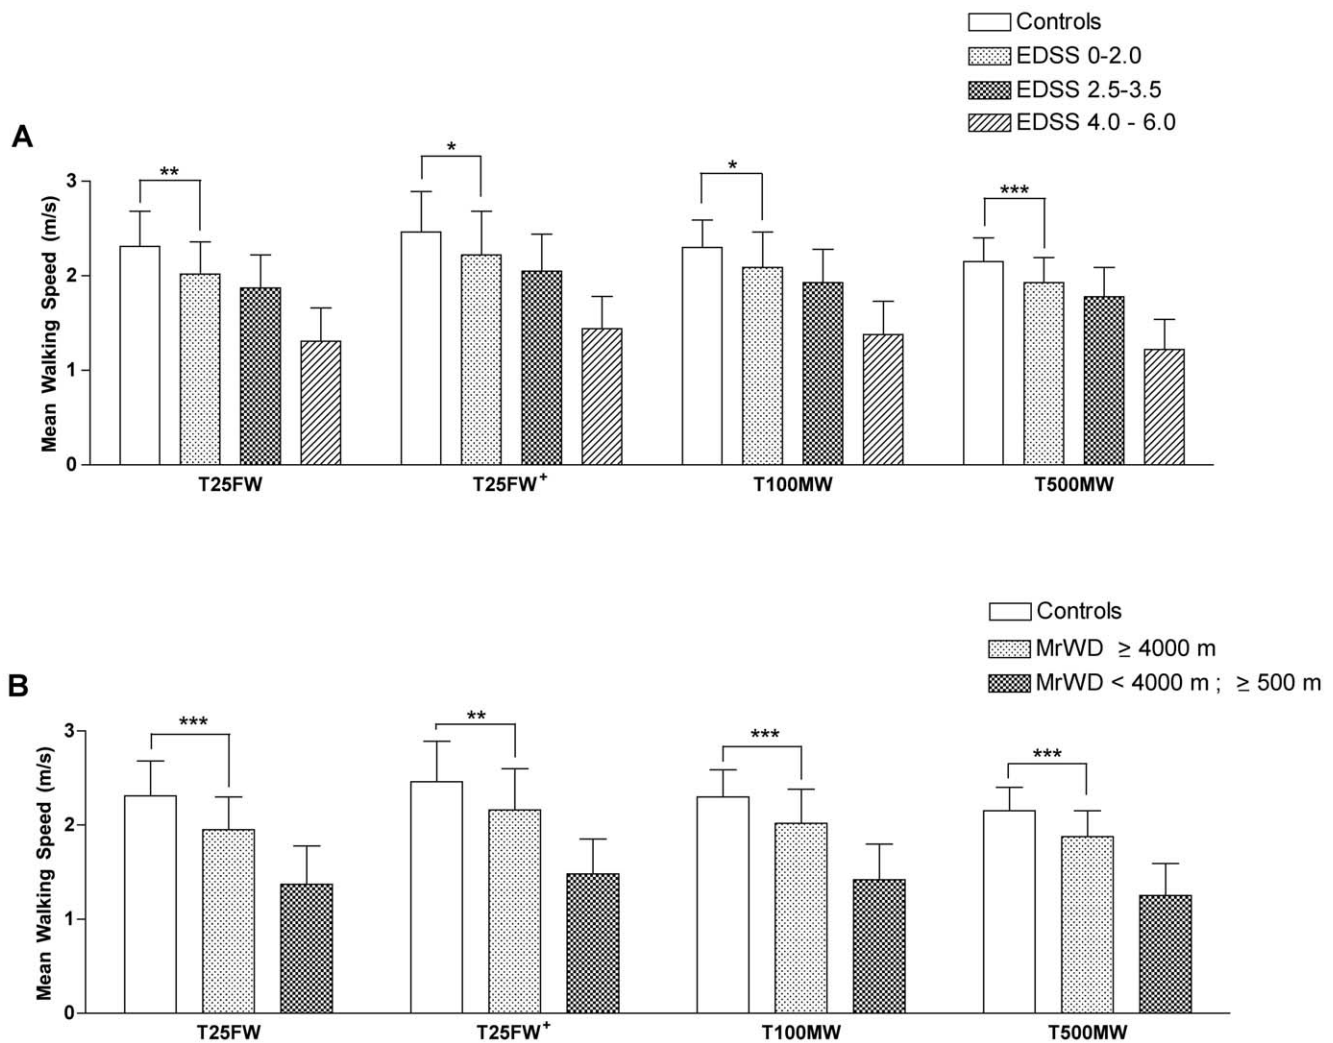 Controls
EDSS 0-2.0
EDSS 2.5-3.5
EDSS 4.0 - 6.0
A
Mean Walking Speed (m/s)
3
2
1
0
**
*
*
***
T25FW
T25FW+
T100MW
T500MW
Controls
MrWD ≥ 4000 m
MrWD < 4000 m ; ≥ 500 m
B
Mean Walking Speed (m/s)
3
2
1
0
***
**
***
***
T25FW
T25FW+
T100MW
T500MW